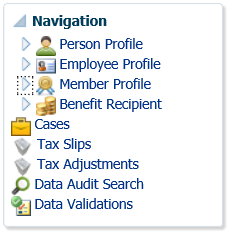 Navigation
Person Profile
Employee Profile
Member Profile
Benefit Recipient
Cases
Tax Slips
Tax Adjustments
Data Audit Search
Data Validations